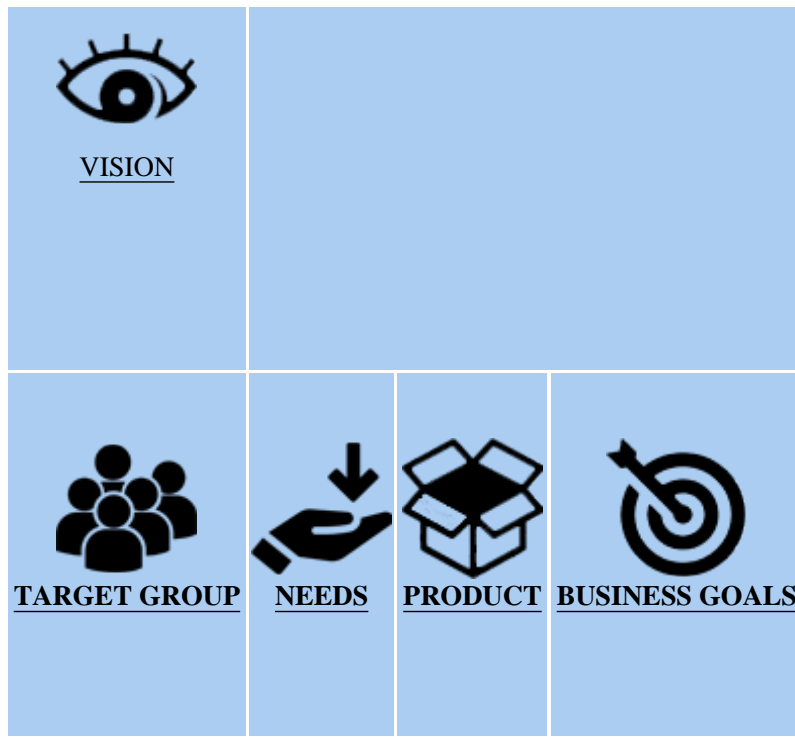 VISION
TARGET GROUP
NEEDS
PRODUCT
BUSINESS GOALS